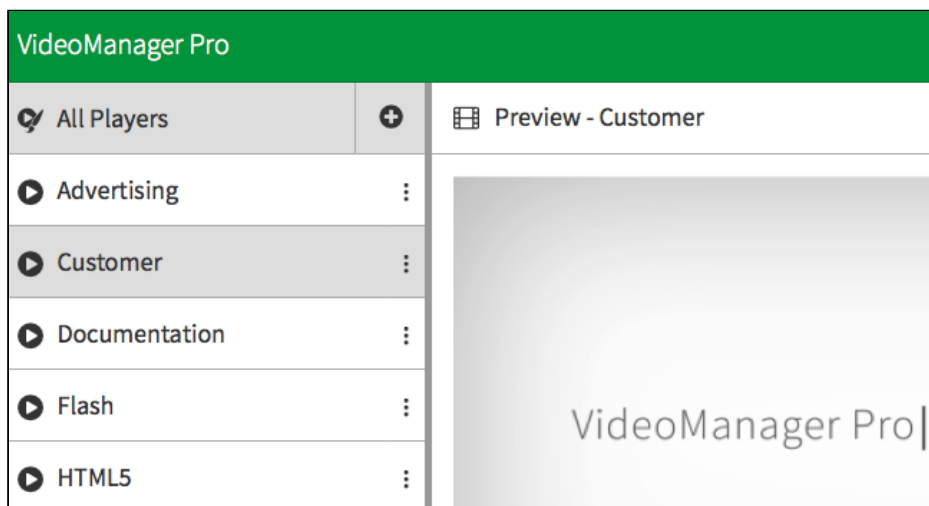 VideoManager Pro
All Players
Preview - Customer
Advertising
Customer
Documentation
Flash
HTML5
VideoManager Pro